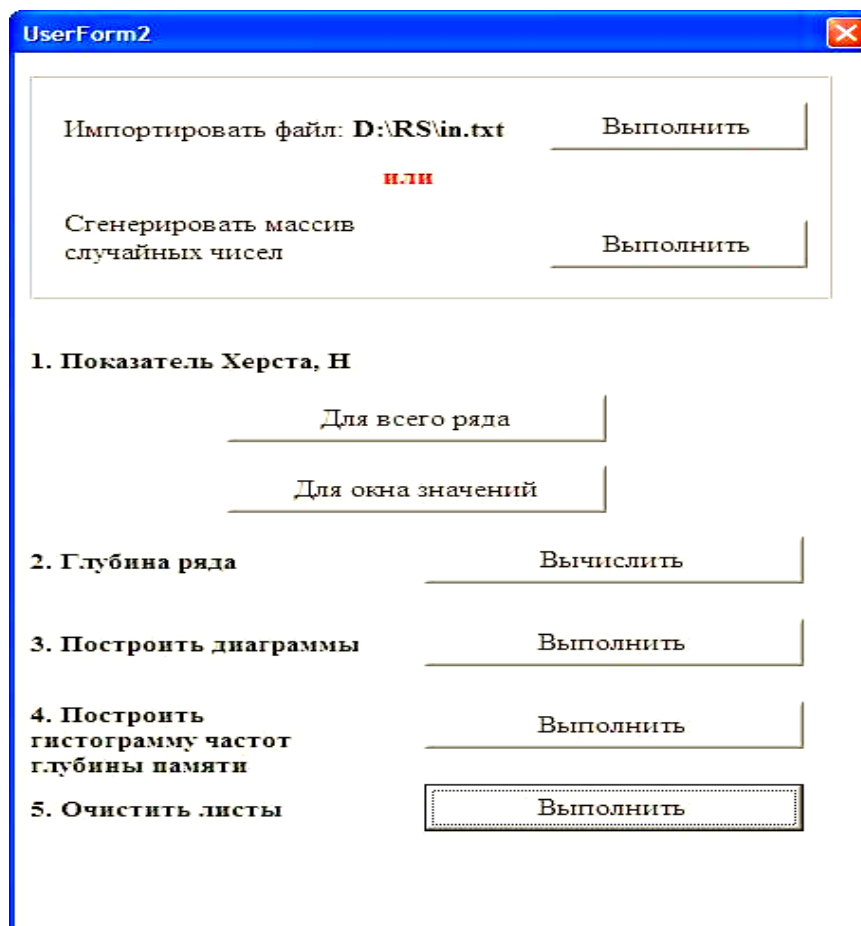 UserForm2
Импортировать файл: D:\RS\in.txt
Выполнить
или
Сгенерировать массив
случайных чисел
Выполнить
1. Показатель Херста, H
Для всего ряда
Для окна значений
2. Глубина ряда
Вычислить
3. Построить диаграммы
Выполнить
4. Построить
гистограмму частот
глубины памяти
Выполнить
5. Очистить листы
Выполнить